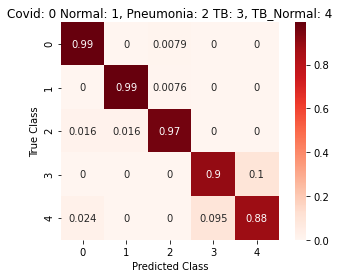 Covid: 0 Normal: 1, Pneumonia: 2 TB: 3, TB_Normal: 4
0 0.99 0 0.0079 0 0
1 0 0.99 0.0076 0 0
2 0.016 0.016 0.97 0 0
3 0 0 0 0.9 0.1
4 0.024 0 0 0.095 0.88
0 1 2 3 4
True Class
Predicted Class
0.8
0.6
0.4
0.2
0.0